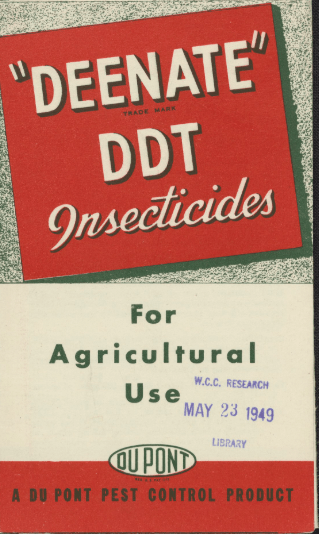 "DEENATE"
TRADE MARK
DDT
Insecticides
For
Agricultural
Use
W.C.C. RESEARCH
MAY 23 1949
LIBRARY
DU PONT
A DU PONT PEST CONTROL PRODUCT